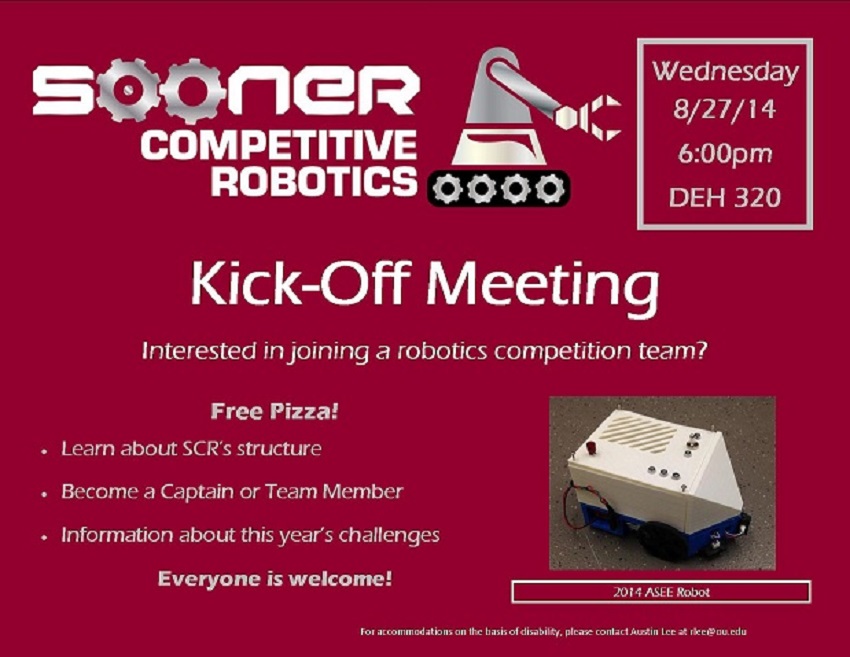 SOONER
COMPETITIVE
ROBOTICS
Wednesday
8/27/14
6:00pm
DEH 320
Kick-Off Meeting
Interested in joining a robotics competition team?
Free Pizza!
• Learn about SCR's structure
• Become a Captain or Team Member
• Information about this year's challenges
Everyone is welcome!
2014 ASEE Robot
For accommodations on the basis of disability, please contact Austin Lee at rlee@ou.edu